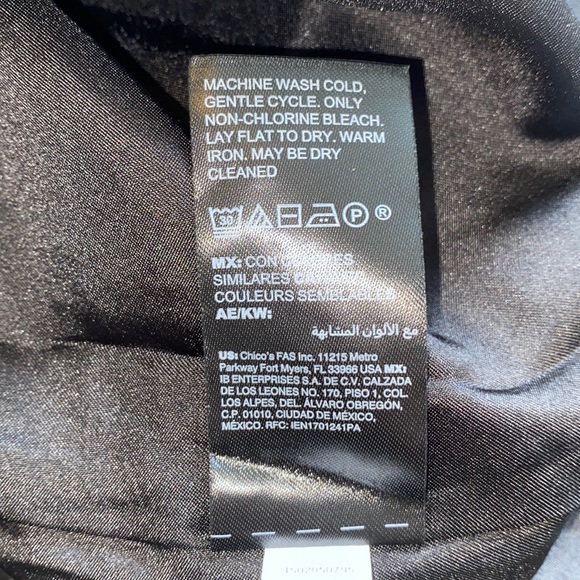 MACHINE WASH COLD,
GENTLE CYCLE. ONLY
NON-CHLORINE BLEACH.
LAY FLAT TO DRY. WARM
IRON. MAY BE DRY
CLEANED
30
P ®
MX: CON
SIMILARES
COULEURS SEMBLABLES
AE/KW:
مع الألوان المشابهة
US: Chico's FAS Inc. 11215 Metro
Parkway Fort Myers, FL 33966 USA MX:
IB ENTERPRISES S.A. DE C.V. CALZADA
DE LOS LEONES NO. 170, PISO 1, COL.
LOS ALPES, DEL. ÁLVARO OBREGÓN,
C.P. 01010, CIUDAD DE MÉXICO,
MÉXICO. RFC: IEN1701241PA